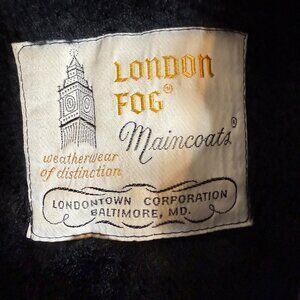 LONDON
FOG®
Maincoats®
weatherwear
of distinction
LONDONTOWN CORPORATION
BALTIMORE, MD.